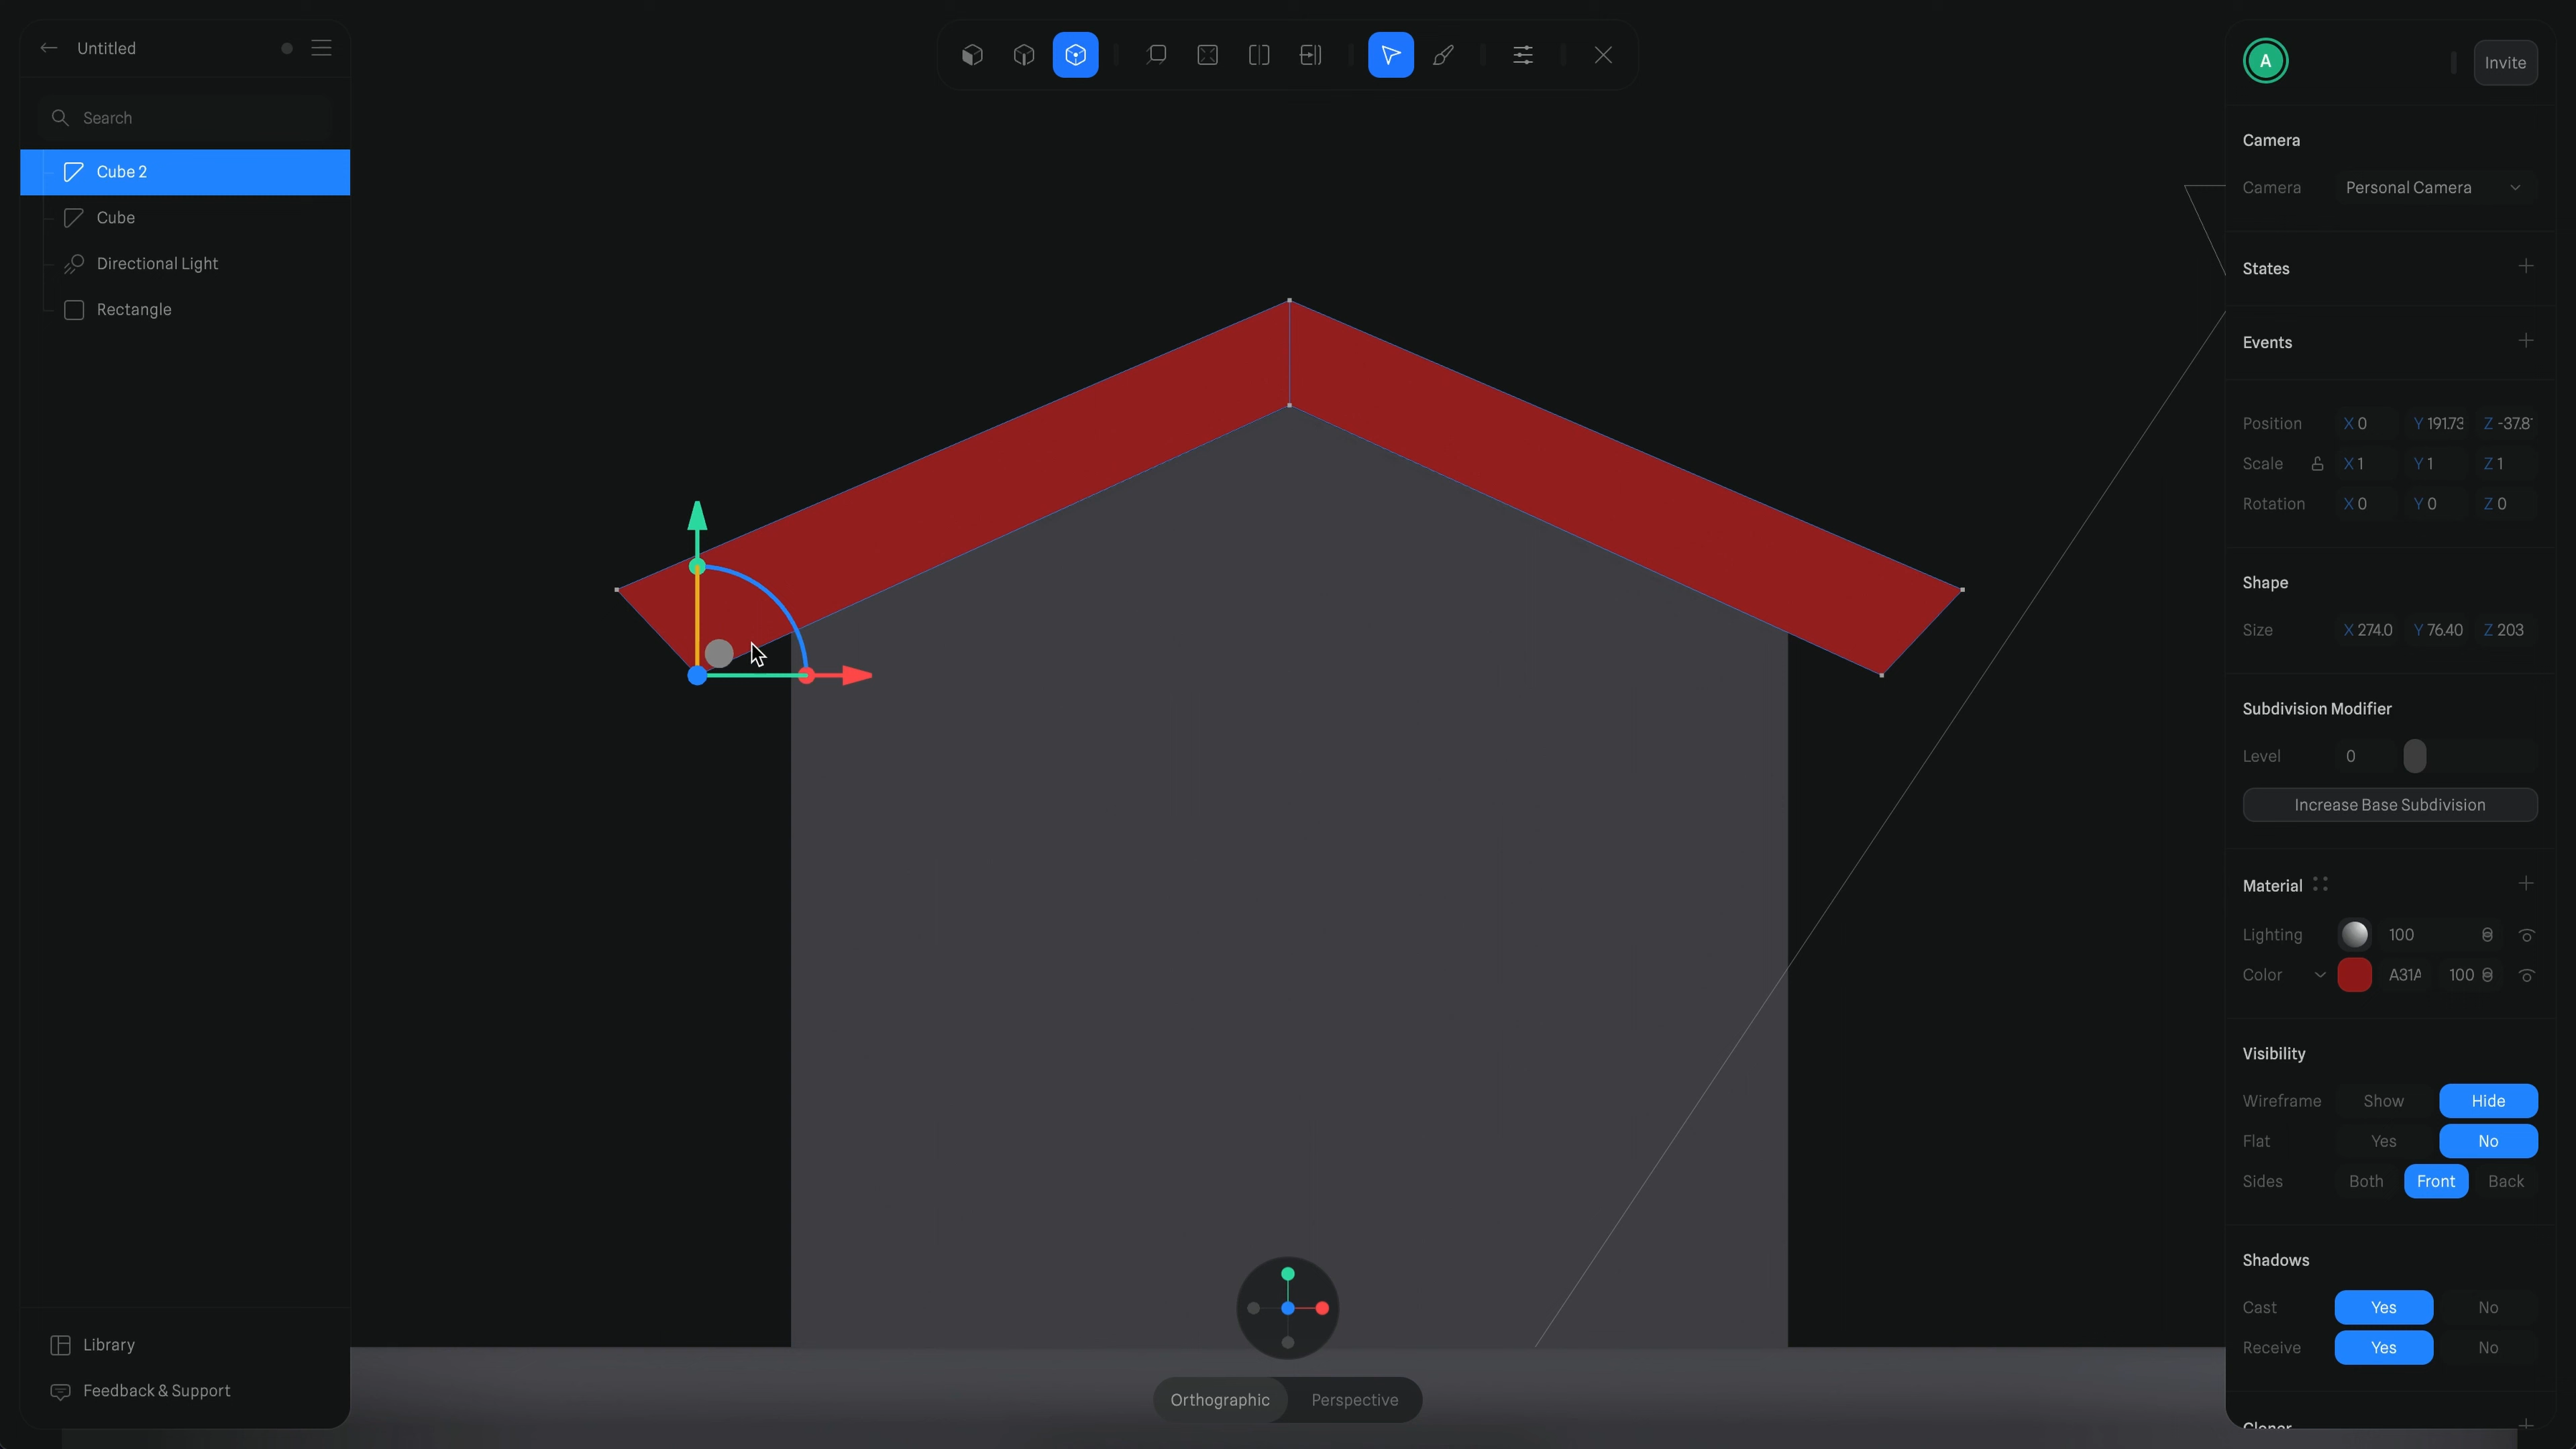 Untitled
Search
Cube 2
Cube
Directional Light
Rectangle
Library
Feedback & Support
Orthographic Perspective
A Invite
Camera
Camera Personal Camera
States
Events
Position X 0 Y 191.73 Z -37.8
Scale X 1 Y 1 Z 1
Rotation X 0 Y 0 Z 0
Shape
Size X 274.0 Y 76.40 Z 203
Subdivision Modifier
Level 0
Increase Base Subdivision
Material
Lighting 100
Color A31A 100
Visibility
Wireframe Show Hide
Flat Yes No
Sides Both Front Back
Shadows
Cast Yes No
Receive Yes No
Cloner